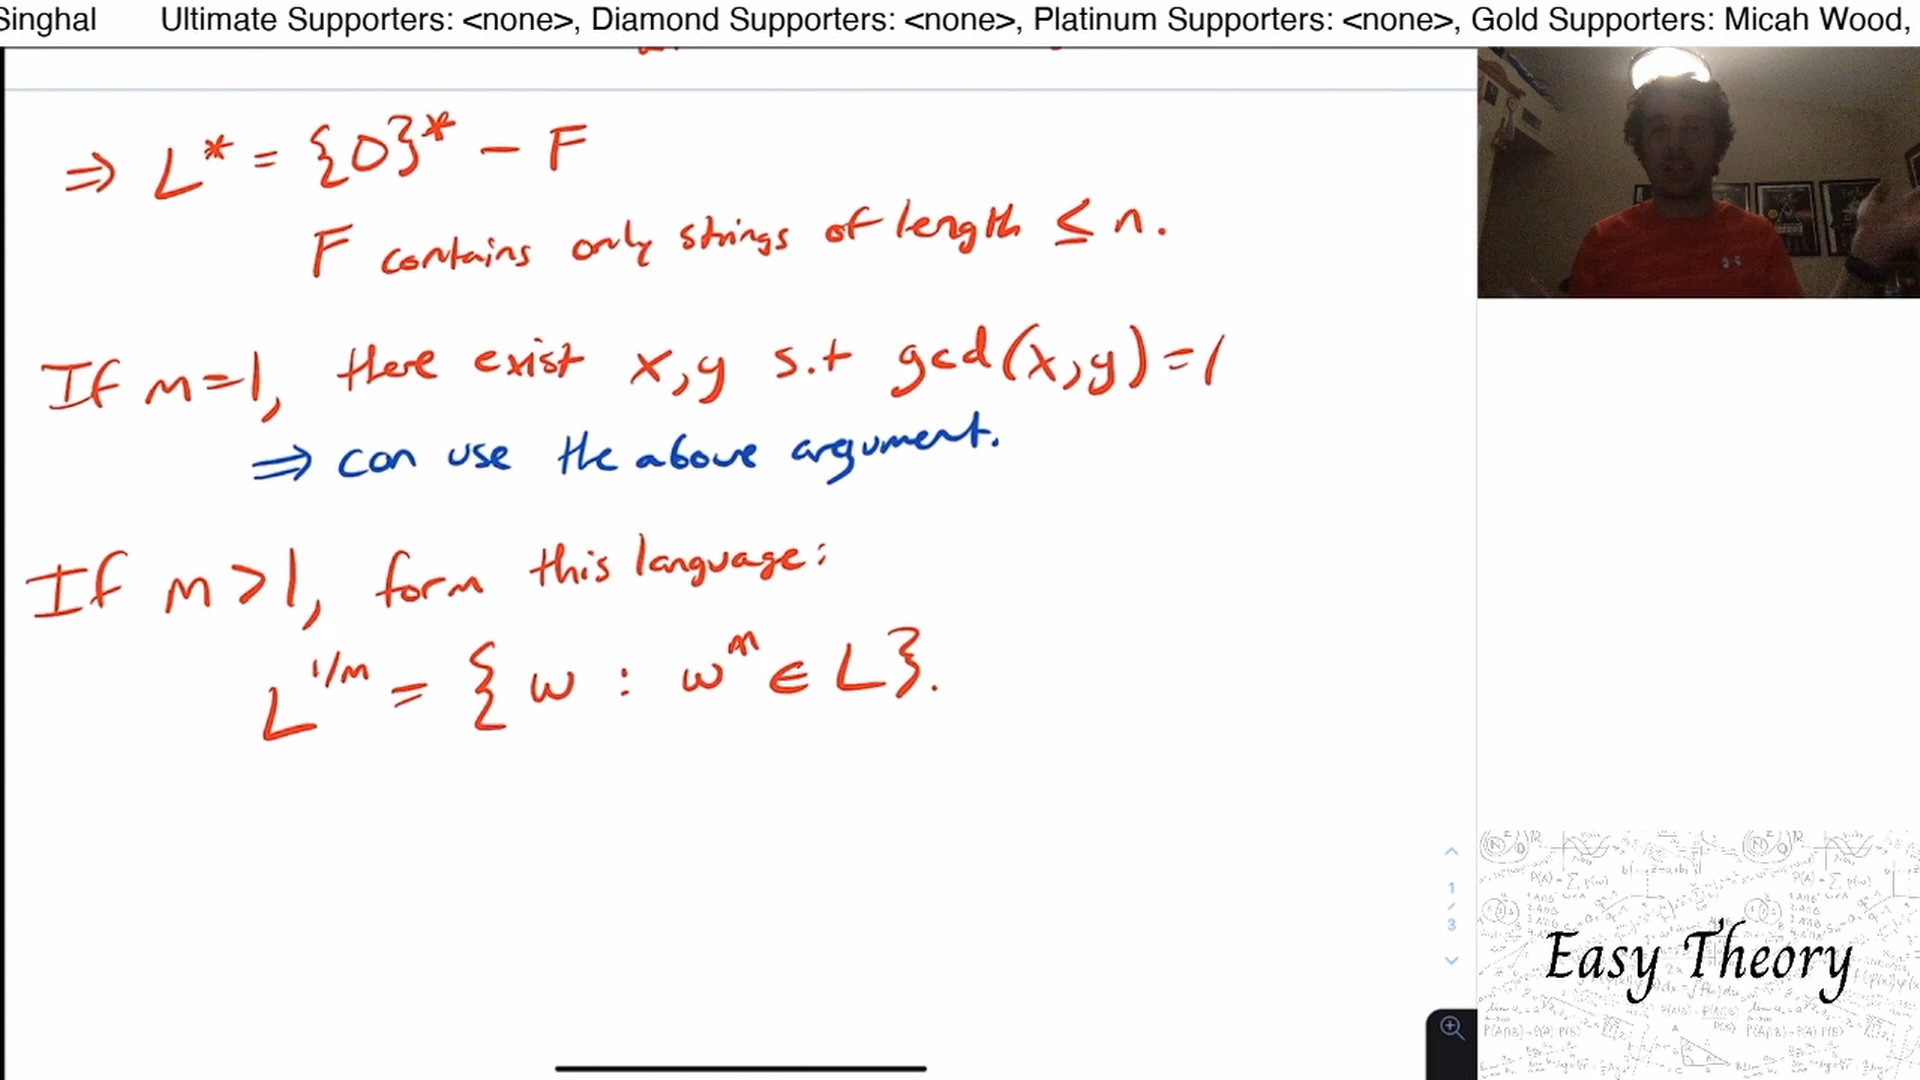 Singhal Ultimate Supporters: <none>, Diamond Supporters: <none>, Platinum Supporters: <none>, Gold Supporters: Micah Wood,
⇒ L* = {0}* − F
F contains only strings of length ≤ n.
If m=1, there exist x,y s.t gcd(x,y)=1
⇒ can use the above argument.
If m>1, form this language:
L^1/m = { w : w^m ∈ L}.
1
3
Easy Theory